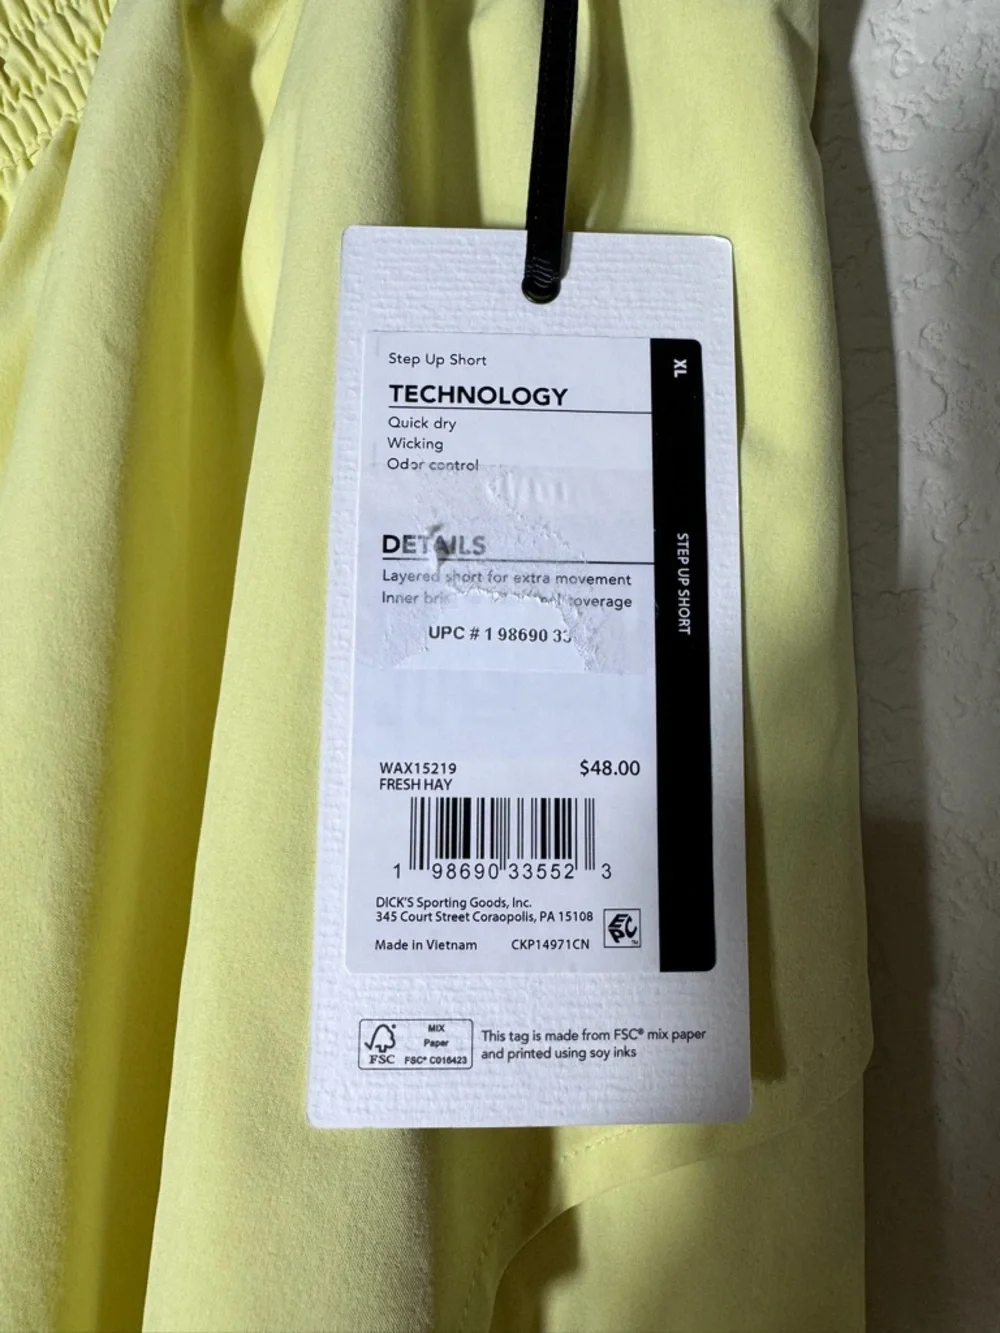 Step Up Short
TECHNOLOGY
Quick dry
Wicking
Odor control
DETAILS
Layered short for extra movement
Inner coverage
UPC # 1 98690 33
WAX15219
$48.00
FRESH HAY
1 98690 33552 3
DICK'S Sporting Goods, Inc.
345 Court Street Coraopolis, PA 15108
Made in Vietnam CKP14971CN
EPC™
XL
STEP UP SHORT
FSC
MIX
Paper
FSC® C016423
This tag is made from FSC® mix paper
and printed using soy inks